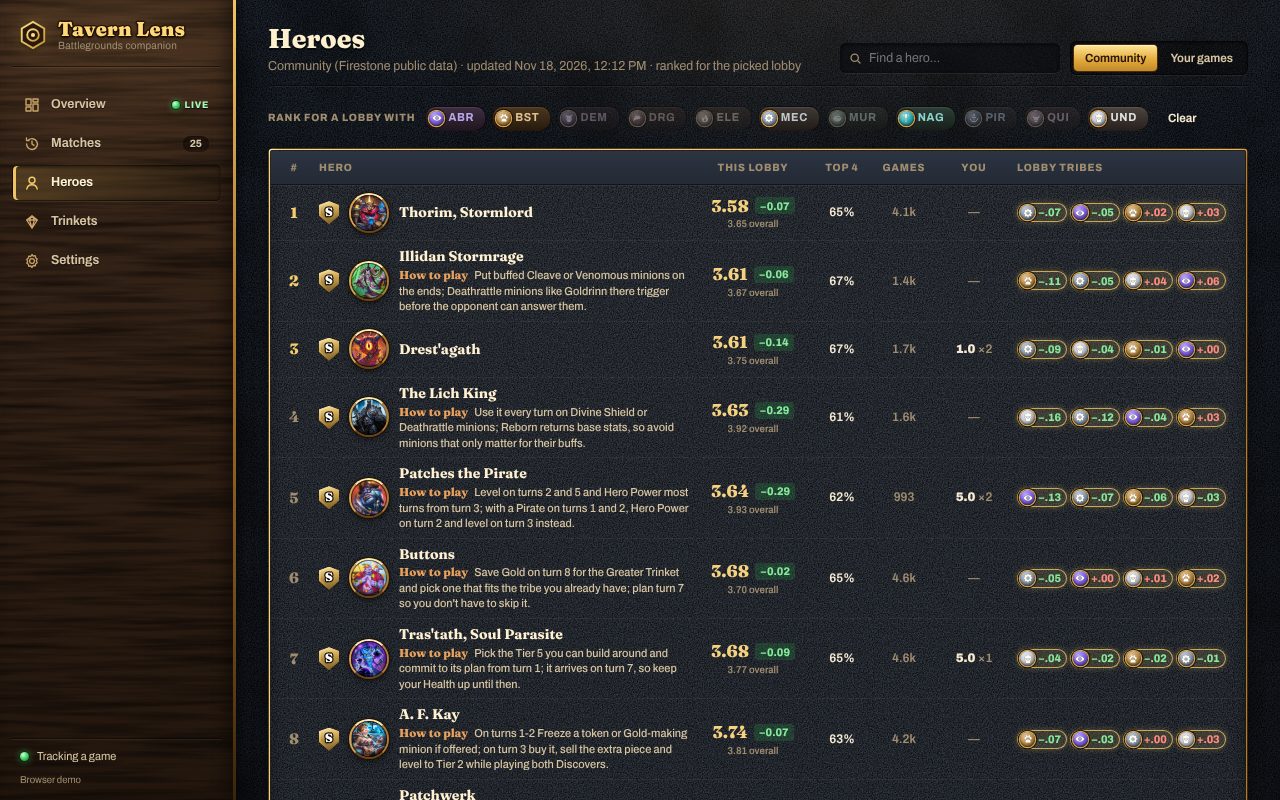 Tavern Lens
Battlegrounds companion
Overview
LIVE
Matches
25
Heroes
Trinkets
Settings
Tracking a game
Browser demo
Heroes
Community (Firestone public data) · updated Nov 18, 2026, 12:12 PM · ranked for the picked lobby
Find a hero...
Community
Your games
RANK FOR A LOBBY WITH
ABR
BST
DEM
DRG
ELE
MEC
MUR
NAG
PIR
QUI
UND
Clear
# HERO THIS LOBBY TOP 4 GAMES YOU LOBBY TRIBES
1 S Thorim, Stormlord 3.58 −0.07 65% 4.1k — −.07 −.05 +.02 +.03
3.65 overall
Illidan Stormrage
2 S How to play Put buffed Cleave or Venomous minions on 3.61 −0.06 67% 1.4k — −.11 −.05 +.04 +.06
the ends; Deathrattle minions like Goldrinn there trigger 3.67 overall
before the opponent can answer them.
3 S Drest'agath 3.61 −0.14 67% 1.7k 1.0 ×2 −.09 −.04 −.01 +.00
3.75 overall
The Lich King
4 S How to play Use it every turn on Divine Shield or 3.63 −0.29 61% 1.6k — −.16 −.12 −.04 +.03
Deathrattle minions; Reborn returns base stats, so avoid 3.92 overall
minions that only matter for their buffs.
Patches the Pirate
5 S How to play Level on turns 2 and 5 and Hero Power most 3.64 −0.29 62% 993 5.0 ×2 −.13 −.07 −.06 −.03
turns from turn 3; with a Pirate on turns 1 and 2, Hero Power 3.93 overall
on turn 2 and level on turn 3 instead.
Buttons
6 S How to play Save Gold on turn 8 for the Greater Trinket 3.68 −0.02 65% 4.6k — −.05 +.00 +.01 +.02
and pick one that fits the tribe you already have; plan turn 7 3.70 overall
so you don't have to skip it.
Tras'tath, Soul Parasite
7 S How to play Pick the Tier 5 you can build around and 3.68 −0.09 65% 4.6k 5.0 ×1 −.04 −.02 −.02 −.01
commit to its plan from turn 1; it arrives on turn 7, so keep 3.77 overall
your Health up until then.
A. F. Kay
8 S How to play On turns 1-2 Freeze a token or Gold-making 3.74 −0.07 63% 4.2k — −.07 −.03 +.00 +.03
minion if offered; on turn 3 buy it, sell the extra piece and 3.81 overall
level to Tier 2 while playing both Discovers.
Patchwerk